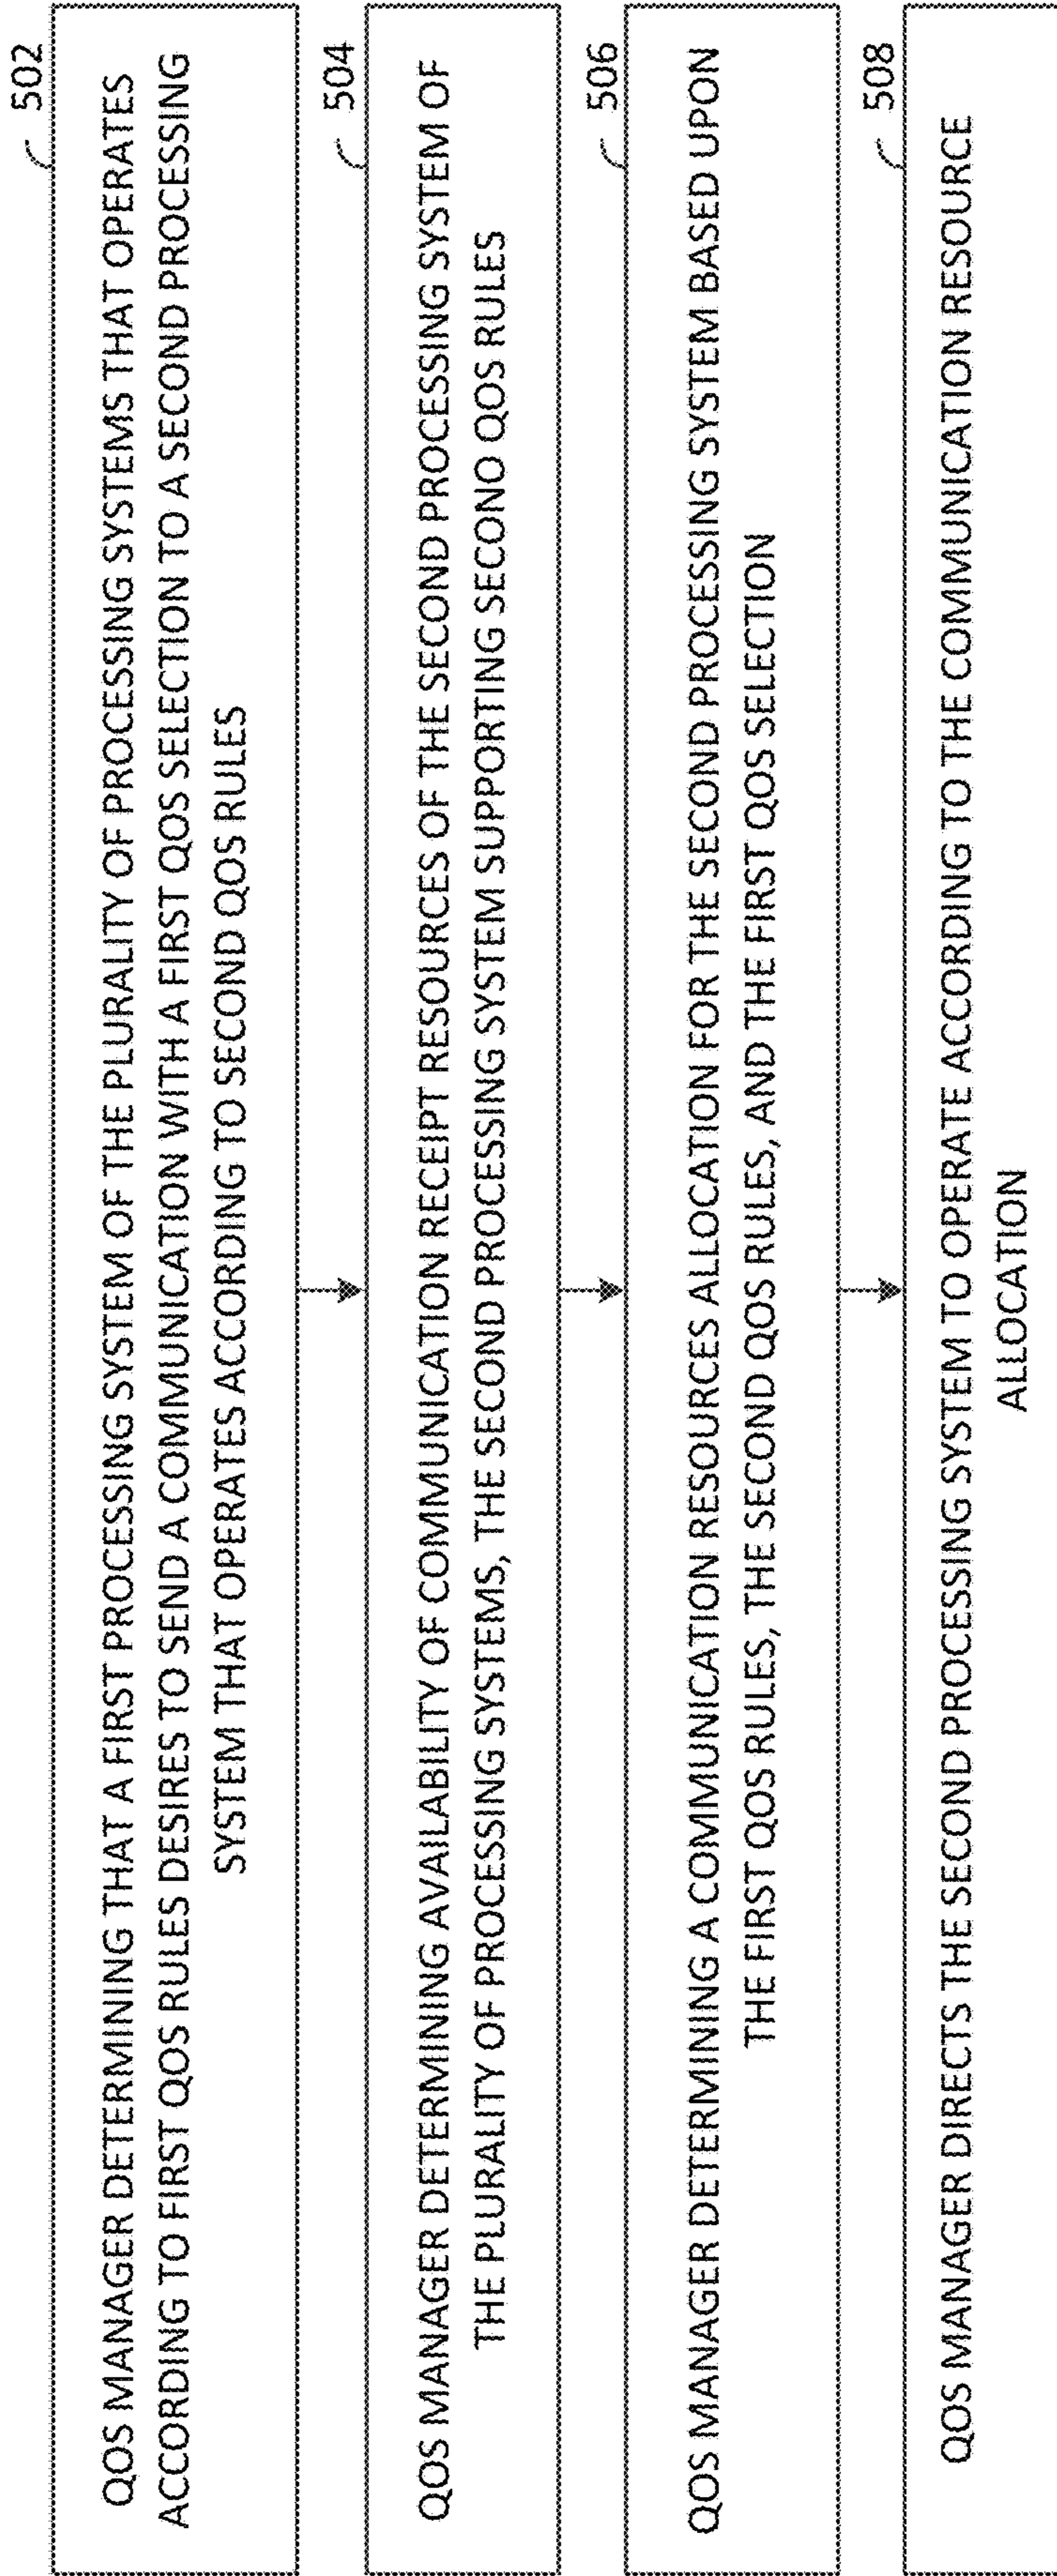 502
QOS MANAGER DETERMINING THAT A FIRST PROCESSING SYSTEM OF THE PLURALITY OF PROCESSING SYSTEMS THAT OPERATES
ACCORDING TO FIRST QOS RULES DESIRES TO SEND A COMMUNICATION WITH A FIRST QOS SELECTION TO A SECOND PROCESSING
SYSTEM THAT OPERATES ACCORDING TO SECOND QOS RULES
504
QOS MANAGER DETERMINING AVAILABILITY OF COMMUNICATION RECEIPT RESOURCES OF THE SECOND PROCESSING SYSTEM OF
THE PLURALITY OF PROCESSING SYSTEMS, THE SECOND PROCESSING SYSTEM SUPPORTING SECONO QOS RULES
506
QOS MANAGER DETERMINING A COMMUNICATION RESOURCES ALLOCATION FOR THE SECOND PROCESSING SYSTEM BASED UPON
THE FIRST QOS RULES, THE SECOND QOS RULES, AND THE FIRST QOS SELECTION
508
QOS MANAGER DIRECTS THE SECOND PROCESSING SYSTEM TO OPERATE ACCORDING TO THE COMMUNICATION RESOURCE
ALLOCATION